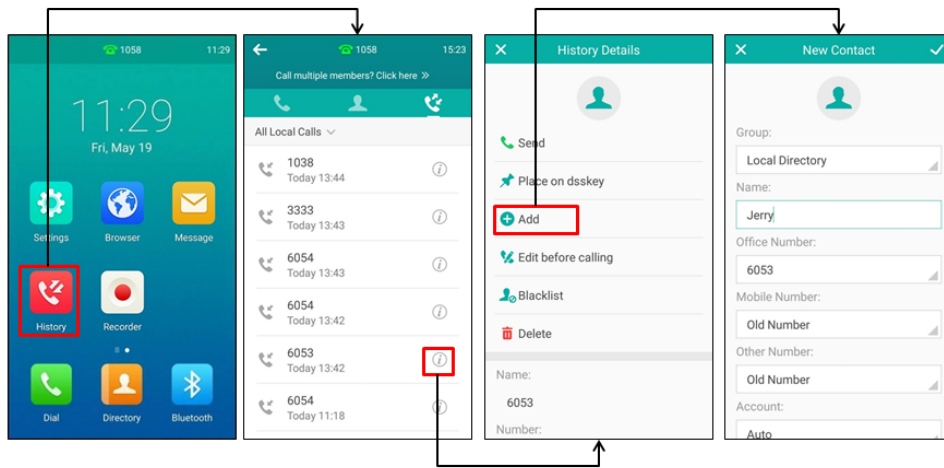 1058 11:29
11:29
Fri, May 19
Settings Browser Message
History Recorder
Dial Directory Bluetooth
1058 15:23
Call multiple members? Click here »
All Local Calls
1038
Today 13:44
3333
Today 13:43
6054
Today 13:43
6054
Today 13:42
6053
Today 13:42
6054
Today 11:18
History Details
Send
Place on dsskey
Add
Edit before calling
Blacklist
Delete
Name:
6053
Number:
New Contact
Group:
Local Directory
Name:
Jerry
Office Number:
6053
Mobile Number:
Old Number
Other Number:
Old Number
Account:
Auto